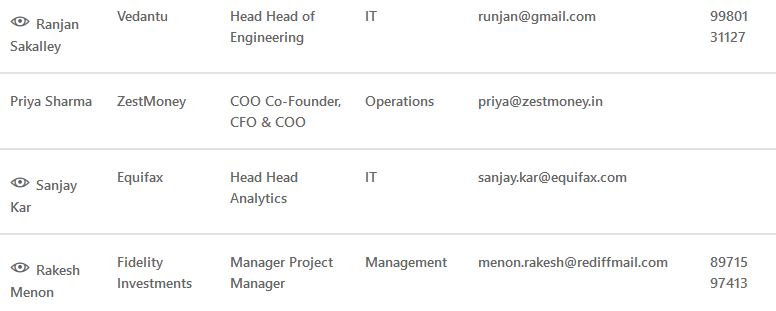 Ranjan Sakalley Vedantu Head Head of Engineering IT runjan@gmail.com 99801 31127
Priya Sharma ZestMoney COO Co-Founder, CFO & COO Operations priya@zestmoney.in
Sanjay Kar Equifax Head Head Analytics IT sanjay.kar@equifax.com
Rakesh Menon Fidelity Investments Manager Project Manager Management menon.rakesh@rediffmail.com 89715 97413